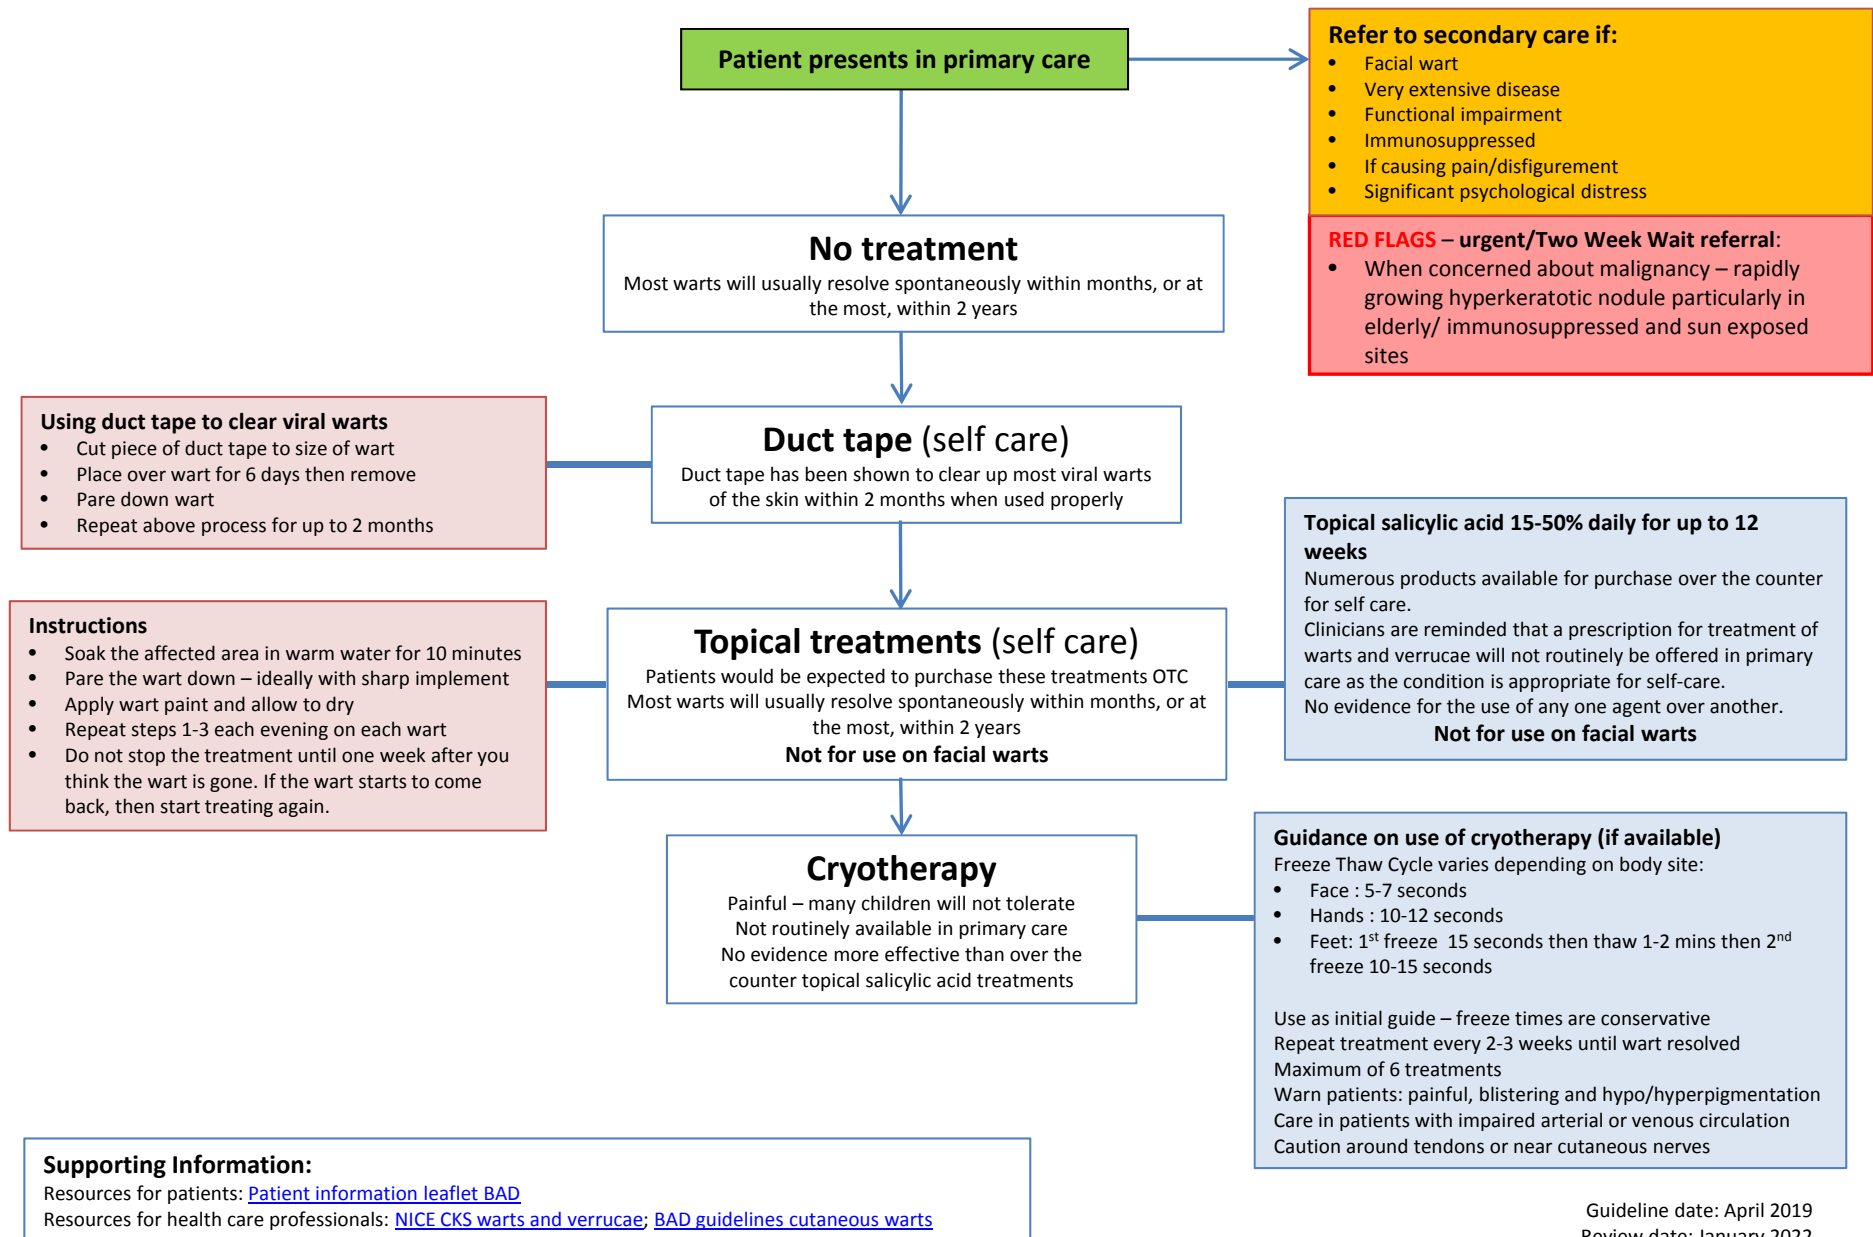 Patient presents in primary care
Refer to secondary care if:
• Facial wart
• Very extensive disease
• Functional impairment
• Immunosuppressed
• If causing pain/disfigurement
• Significant psychological distress
RED FLAGS – urgent/Two Week Wait referral:
• When concerned about malignancy – rapidly
growing hyperkeratotic nodule particularly in
elderly/ immunosuppressed and sun exposed
sites
No treatment
Most warts will usually resolve spontaneously within months, or at
the most, within 2 years
Using duct tape to clear viral warts
• Cut piece of duct tape to size of wart
• Place over wart for 6 days then remove
• Pare down wart
• Repeat above process for up to 2 months
Duct tape (self care)
Duct tape has been shown to clear up most viral warts
of the skin within 2 months when used properly
Topical salicylic acid 15-50% daily for up to 12
weeks
Numerous products available for purchase over the counter
for self care.
Clinicians are reminded that a prescription for treatment of
warts and verrucae will not routinely be offered in primary
care as the condition is appropriate for self-care.
No evidence for the use of any one agent over another.
Not for use on facial warts
Instructions
• Soak the affected area in warm water for 10 minutes
• Pare the wart down – ideally with sharp implement
• Apply wart paint and allow to dry
• Repeat steps 1-3 each evening on each wart
• Do not stop the treatment until one week after you
think the wart is gone. If the wart starts to come
back, then start treating again.
Topical treatments (self care)
Patients would be expected to purchase these treatments OTC
Most warts will usually resolve spontaneously within months, or at
the most, within 2 years
Not for use on facial warts
Cryotherapy
Painful – many children will not tolerate
Not routinely available in primary care
No evidence more effective than over the
counter topical salicylic acid treatments
Guidance on use of cryotherapy (if available)
Freeze Thaw Cycle varies depending on body site:
• Face : 5-7 seconds
• Hands : 10-12 seconds
• Feet: 1st freeze 15 seconds then thaw 1-2 mins then 2nd
freeze 10-15 seconds
Use as initial guide – freeze times are conservative
Repeat treatment every 2-3 weeks until wart resolved
Maximum of 6 treatments
Warn patients: painful, blistering and hypo/hyperpigmentation
Care in patients with impaired arterial or venous circulation
Caution around tendons or near cutaneous nerves
Supporting Information:
Resources for patients: Patient information leaflet BAD
Resources for health care professionals: NICE CKS warts and verrucae; BAD guidelines cutaneous warts
Guideline date: April 2019
Review date: January 2022